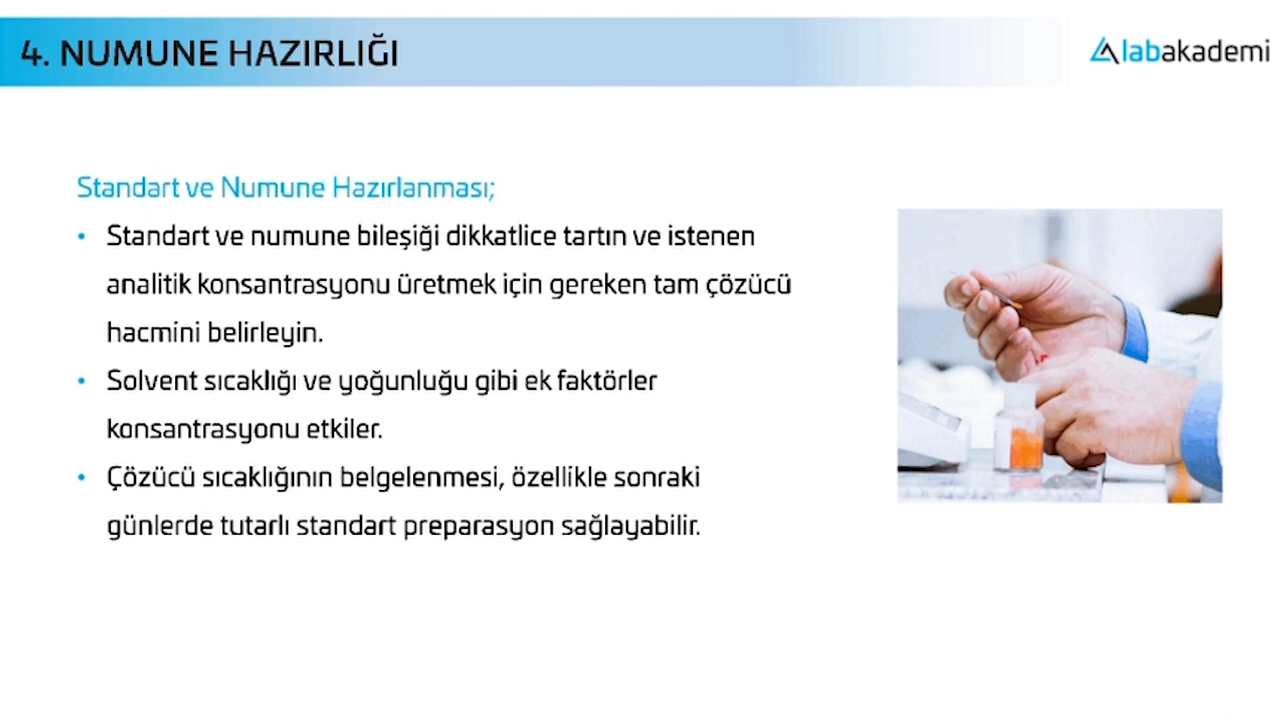 4. NUMUNE HAZIRLIĞI
labakademi
Standart ve Numune Hazırlanması;
• Standart ve numune bileşiği dikkatlice tartın ve istenen
analitik konsantrasyonu üretmek için gereken tam çözücü
hacmini belirleyin.
• Solvent sıcaklığı ve yoğunluğu gibi ek faktörler
konsantrasyonu etkiler.
• Çözücü sıcaklığının belgelenmesi, özellikle sonraki
günlerde tutarlı standart preparasyon sağlayabilir.